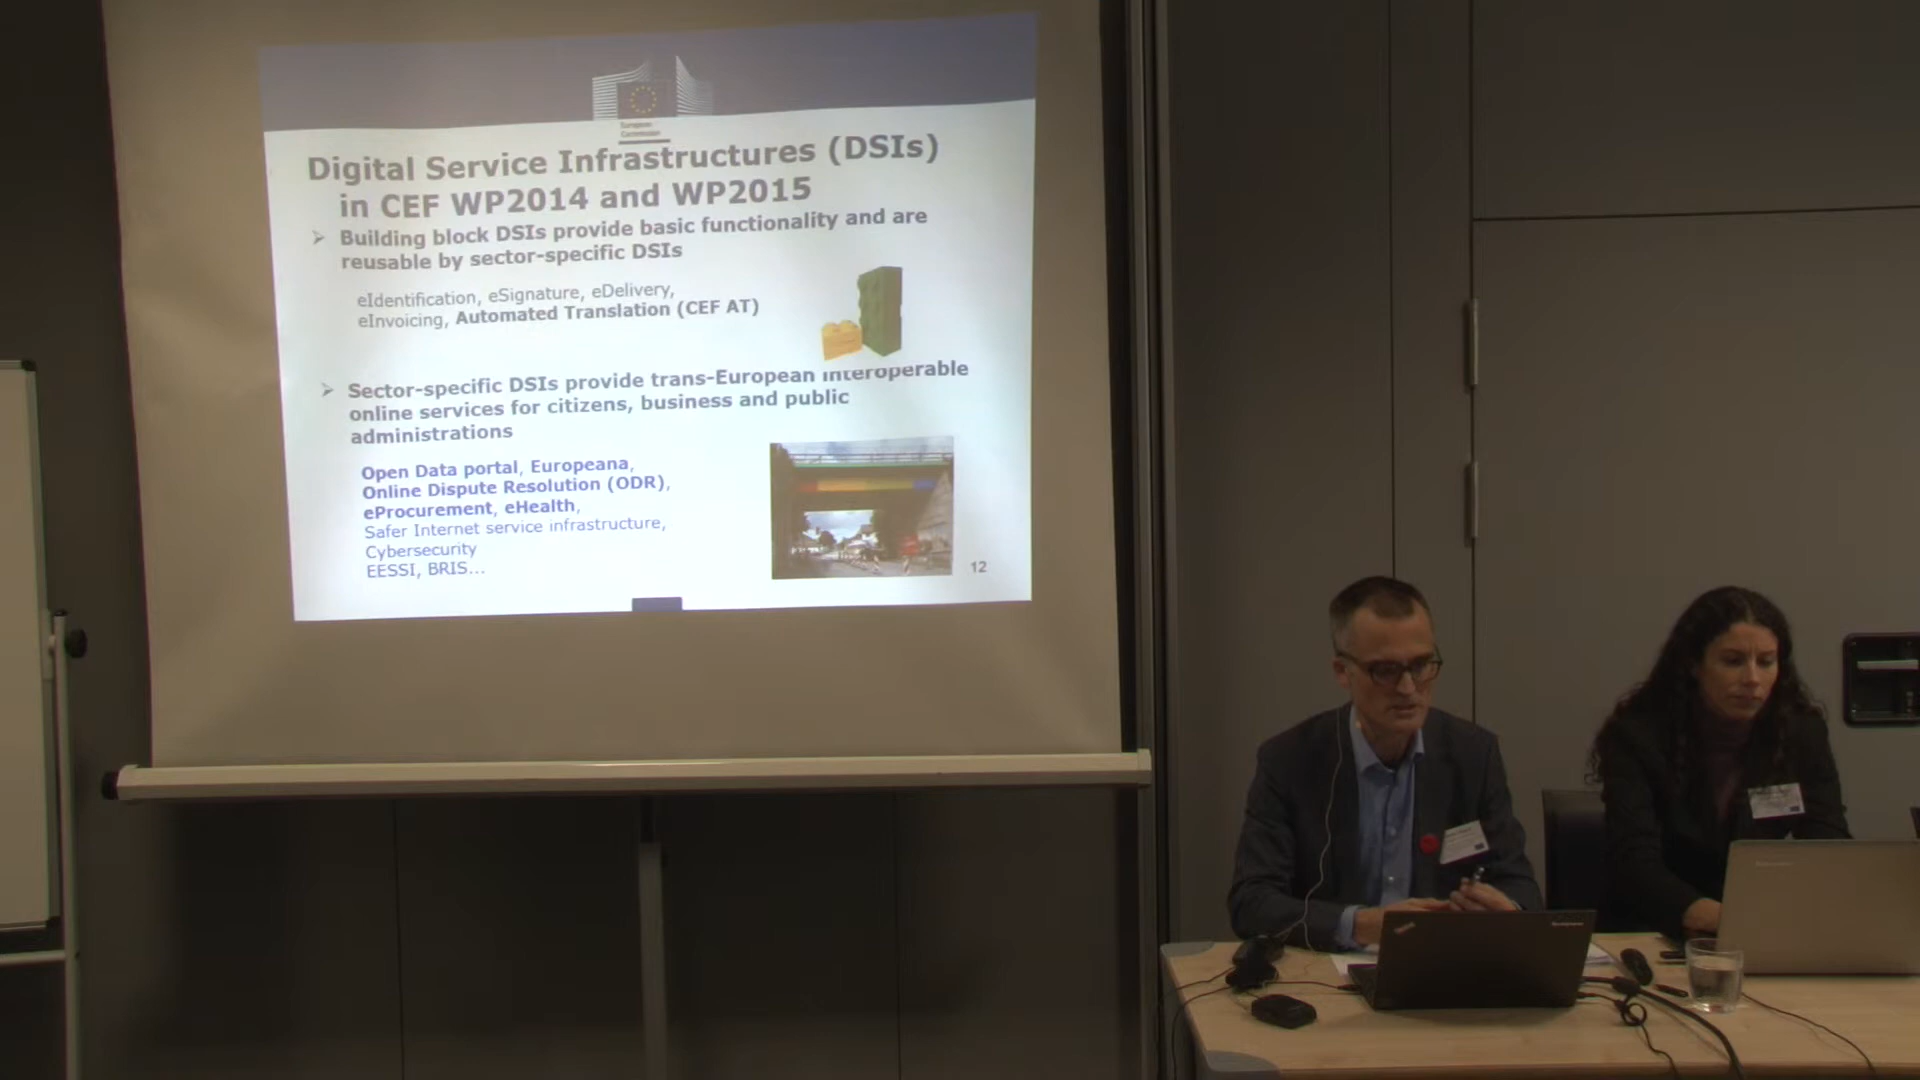 European
Commission
Digital Service Infrastructures (DSIs)
in CEF WP2014 and WP2015
➢ Building block DSIs provide basic functionality and are
reusable by sector-specific DSIs
eIdentification, eSignature, eDelivery,
eInvoicing, Automated Translation (CEF AT)
➢ Sector-specific DSIs provide trans-European interoperable
online services for citizens, business and public
administrations
Open Data portal, Europeana,
Online Dispute Resolution (ODR),
eProcurement, eHealth,
Safer Internet service infrastructure,
Cybersecurity
EESSI, BRIS...
12